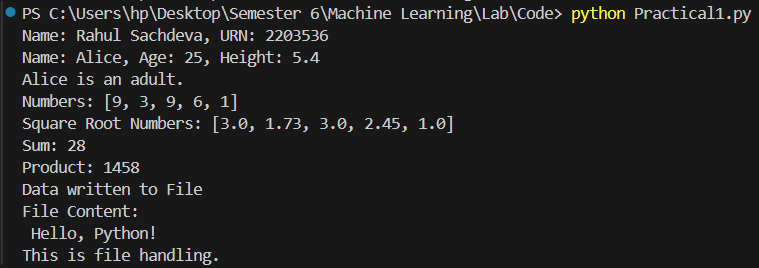 PS C:\Users\hp\Desktop\Semester 6\Machine Learning\Lab\Code> python Practical1.py
Name: Rahul Sachdeva, URN: 2203536
Name: Alice, Age: 25, Height: 5.4
Alice is an adult.
Numbers: [9, 3, 9, 6, 1]
Square Root Numbers: [3.0, 1.73, 3.0, 2.45, 1.0]
Sum: 28
Product: 1458
Data written to File
File Content:
 Hello, Python!
This is file handling.